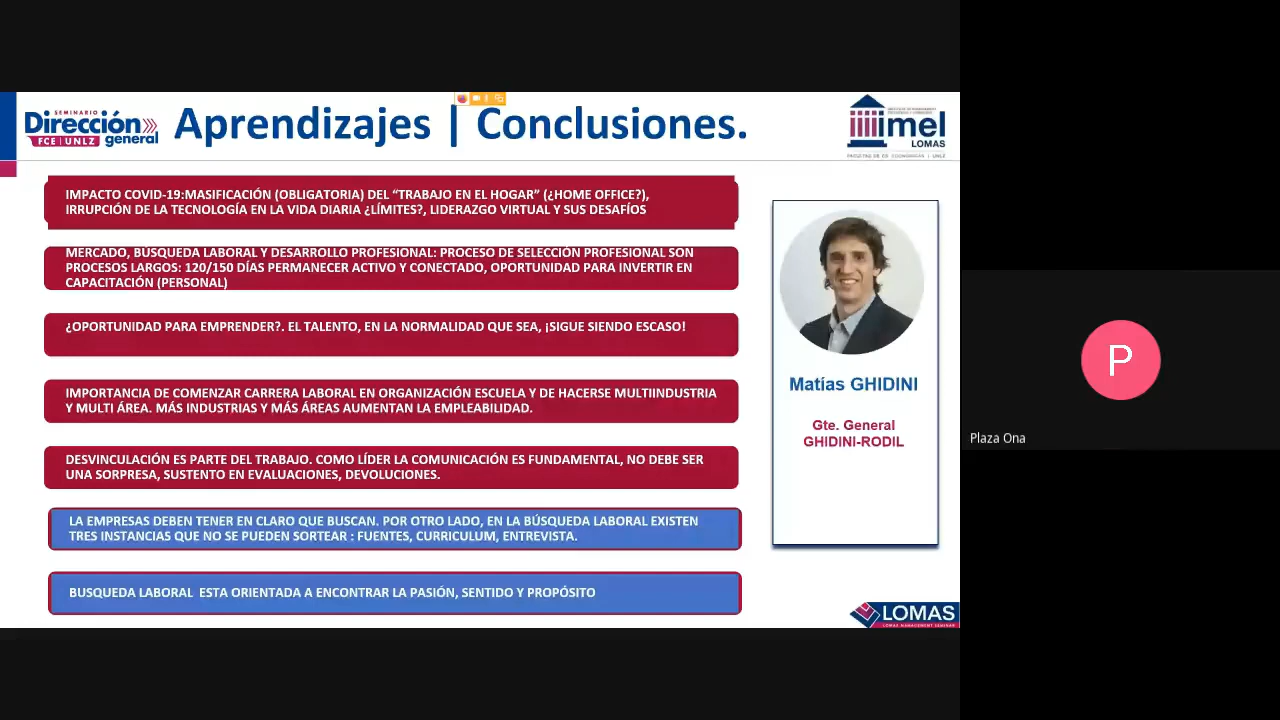 SEMINARIO
Dirección
general
FCE | UNLZ
Aprendizajes | Conclusiones.
imel
LOMAS
IMPACTO COVID-19:MASIFICACIÓN (OBLIGATORIA) DEL “TRABAJO EN EL HOGAR” (¿HOME OFFICE?),
IRRUPCIÓN DE LA TECNOLOGÍA EN LA VIDA DIARIA ¿LÍMITES?, LIDERAZGO VIRTUAL Y SUS DESAFÍOS
MERCADO, BÚSQUEDA LABORAL Y DESARROLLO PROFESIONAL: PROCESO DE SELECCIÓN PROFESIONAL SON
PROCESOS LARGOS: 120/150 DÍAS PERMANECER ACTIVO Y CONECTADO, OPORTUNIDAD PARA INVERTIR EN
CAPACITACIÓN (PERSONAL)
¿OPORTUNIDAD PARA EMPRENDER?. EL TALENTO, EN LA NORMALIDAD QUE SEA, ¡SIGUE SIENDO ESCASO!
IMPORTANCIA DE COMENZAR CARRERA LABORAL EN ORGANIZACIÓN ESCUELA Y DE HACERSE MULTIINDUSTRIA
Y MULTI ÁREA. MÁS INDUSTRIAS Y MÁS ÁREAS AUMENTAN LA EMPLEABILIDAD.
DESVINCULACIÓN ES PARTE DEL TRABAJO. COMO LÍDER LA COMUNICACIÓN ES FUNDAMENTAL, NO DEBE SER
UNA SORPRESA, SUSTENTO EN EVALUACIONES, DEVOLUCIONES.
LA EMPRESAS DEBEN TENER EN CLARO QUE BUSCAN. POR OTRO LADO, EN LA BÚSQUEDA LABORAL EXISTEN
TRES INSTANCIAS QUE NO SE PUEDEN SORTEAR : FUENTES, CURRICULUM, ENTREVISTA.
BUSQUEDA LABORAL ESTA ORIENTADA A ENCONTRAR LA PASIÓN, SENTIDO Y PROPÓSITO
Matías GHIDINI
Gte. General
GHIDINI-RODIL
LOMAS
LOMAS MANAGEMENT SEMINAR
P
Plaza Ona